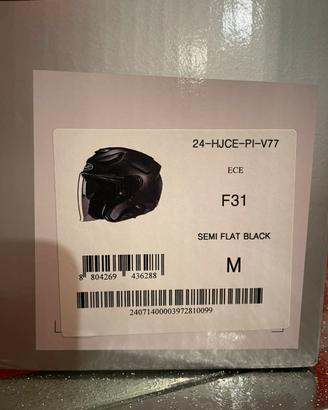 24-HJCE-PI-V77
ECE
F31
SEMI FLAT BLACK
M
8 804269 436288
24071400003972810099